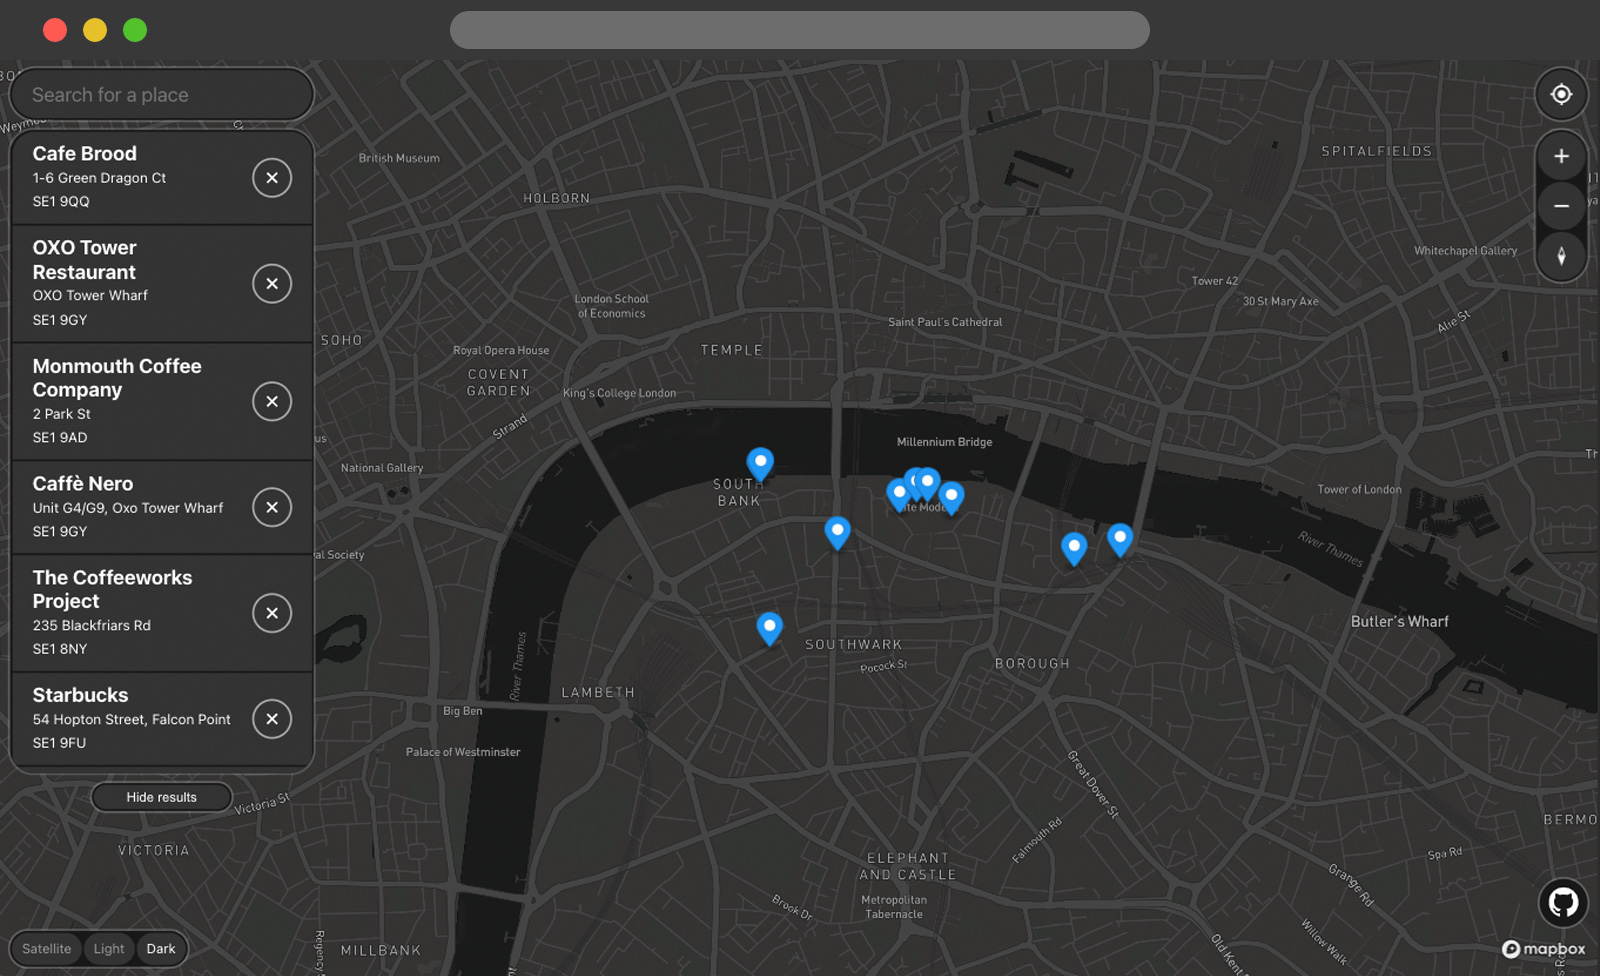 Search for a place
Cafe Brood
1-6 Green Dragon Ct
SE1 9QQ
OXO Tower
Restaurant
OXO Tower Wharf
SE1 9GY
Monmouth Coffee
Company
2 Park St
SE1 9AD
Caffè Nero
Unit G4/G9, Oxo Tower Wharf
SE1 9GY
The Coffeeworks
Project
235 Blackfriars Rd
SE1 8NY
Starbucks
54 Hopton Street, Falcon Point
SE1 9FU
Hide results
Satellite
Light
Dark
British Museum
HOLBORN
SPITALFIELDS
Whitechapel Gallery
Tower 42
30 St Mary Axe
London School
of Economics
Saint Paul's Cathedral
Alie St
SOHO
Royal Opera House
TEMPLE
COVENT
GARDEN
King's College London
Strand
us
National Gallery
Millennium Bridge
SOUTH
BANK
Th
Tower of London
River Thames
al Society
Butler's Wharf
SOUTHWARK
Pocock St
BOROUGH
River Thames
LAMBETH
Big Ben
Palace of Westminster
Great Dover St
Victoria St
VICTORIA
Falmouth Rd
BERMO
Spa Rd
ELEPHANT
AND CASTLE
Grange Rd
Metropolitan
Tabernacle
Brook Dr
Willow Walk
MILLBANK
Regency S
Old Kent
mapbox